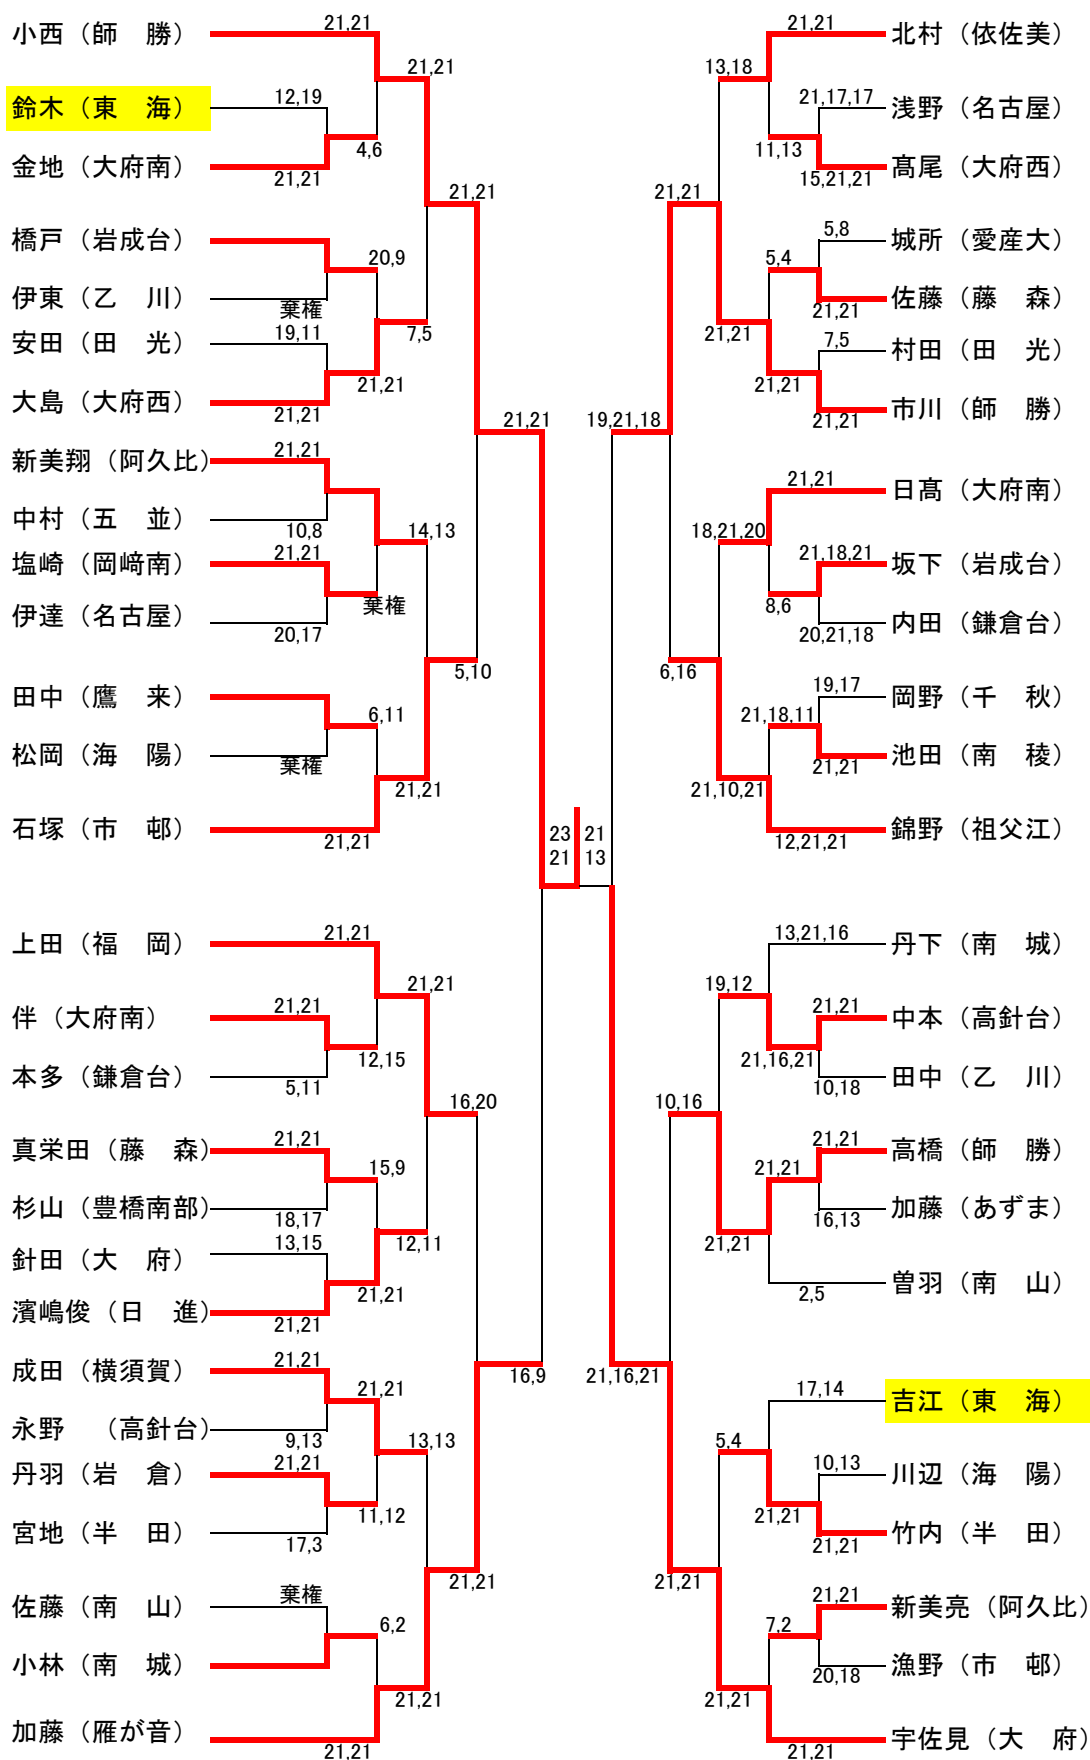 小西（師　勝）
21,21
21,21
鈴木（東　海）
12,19
4,6
金地（大府南）
21,21
21,21
橋戸（岩成台）
20,9
伊東（乙　川）
棄権
7,5
安田（田　光）
19,11
21,21
大島（大府西）
21,21
21,21
新美翔（阿久比）
21,21
中村（五　並）
10,8
14,13
塩崎（岡﨑南）
21,21
棄権
伊達（名古屋）
20,17
5,10
田中（鷹　来）
6,11
松岡（海　陽）
棄権
21,21
石塚（市　邨）
21,21
上田（福　岡）
21,21
21,21
伴（大府南）
21,21
12,15
本多（鎌倉台）
5,11
16,20
真栄田（藤　森）
21,21
15,9
杉山（豊橋南部）
18,17
12,11
針田（大　府）
13,15
21,21
濱嶋俊（日　進）
21,21
16,9
成田（横須賀）
21,21
21,21
永野　（高針台）
9,13
13,13
丹羽（岩　倉）
21,21
11,12
宮地（半　田）
17,3
21,21
佐藤（南　山）
棄権
6,2
小林（南　城）
21,21
加藤（雁が音）
21,21
23
21
21
13
21,21
北村（依佐美）
13,18
21,17,17
浅野（名古屋）
11,13
15,21,21
髙尾（大府西）
21,21
5,8
城所（愛産大）
5,4
21,21
佐藤（藤　森）
21,21
7,5
村田（田　光）
21,21
21,21
市川（師　勝）
19,21,18
21,21
日髙（大府南）
18,21,20
21,18,21
坂下（岩成台）
8,6
20,21,18
内田（鎌倉台）
6,16
19,17
岡野（千　秋）
21,18,11
21,21
池田（南　稜）
21,10,21
12,21,21
錦野（祖父江）
13,21,16
丹下（南　城）
19,12
21,21
中本（高針台）
21,16,21
10,18
田中（乙　川）
10,16
21,21
高橋（師　勝）
21,21
16,13
加藤（あずま）
21,21
2,5
曽羽（南　山）
21,16,21
17,14
吉江（東　海）
5,4
10,13
川辺（海　陽）
21,21
21,21
竹内（半　田）
21,21
21,21
新美亮（阿久比）
7,2
20,18
漁野（市　邨）
21,21
21,21
宇佐見（大　府）